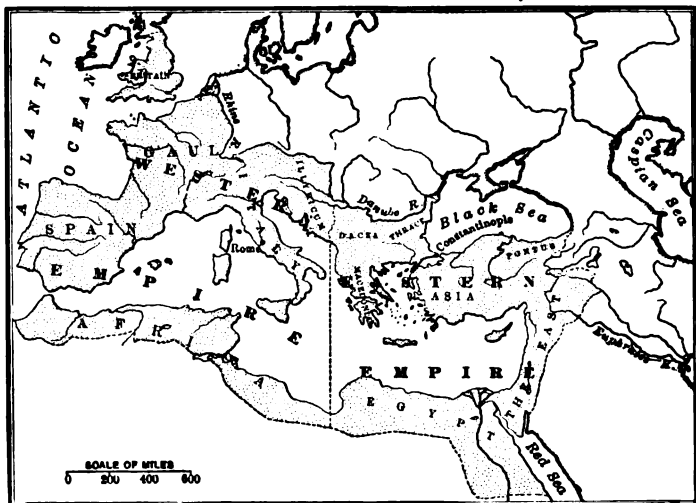 ATLANTIC
OCEAN
BRITAIN
Rhine R.
GAUL
WESTERN
EMPIRE
SPAIN
ITALY
Rome
ILLYRICUM
Danube R.
DACIA
THRACE
MACEDONIA
Black Sea
Constantinople
PONTUS
Caspian Sea
EASTERN
EMPIRE
W. ASIA
THE EAST
Euphrates R.
AFRICA
EGYPT
Red Sea
SCALE OF MILES
0 200 400 600